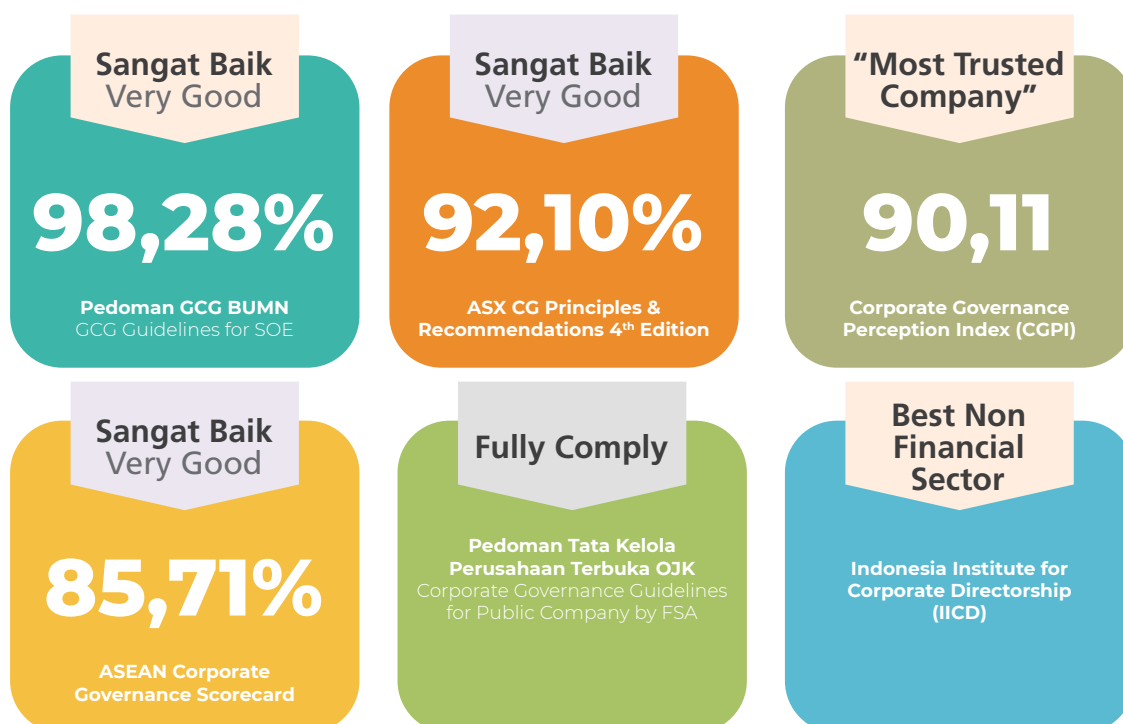 Sangat Baik
Very Good
98,28%
Pedoman GCG BUMN
GCG Guidelines for SOE
Sangat Baik
Very Good
92,10%
ASX CG Principles &
Recommendations 4th Edition
“Most Trusted
Company”
90,11
Corporate Governance
Perception Index (CGPI)
Sangat Baik
Very Good
85,71%
ASEAN Corporate
Governance Scorecard
Fully Comply
Pedoman Tata Kelola
Perusahaan Terbuka OJK
Corporate Governance Guidelines
for Public Company by FSA
Best Non
Financial
Sector
Indonesia Institute for
Corporate Directorship
(IICD)